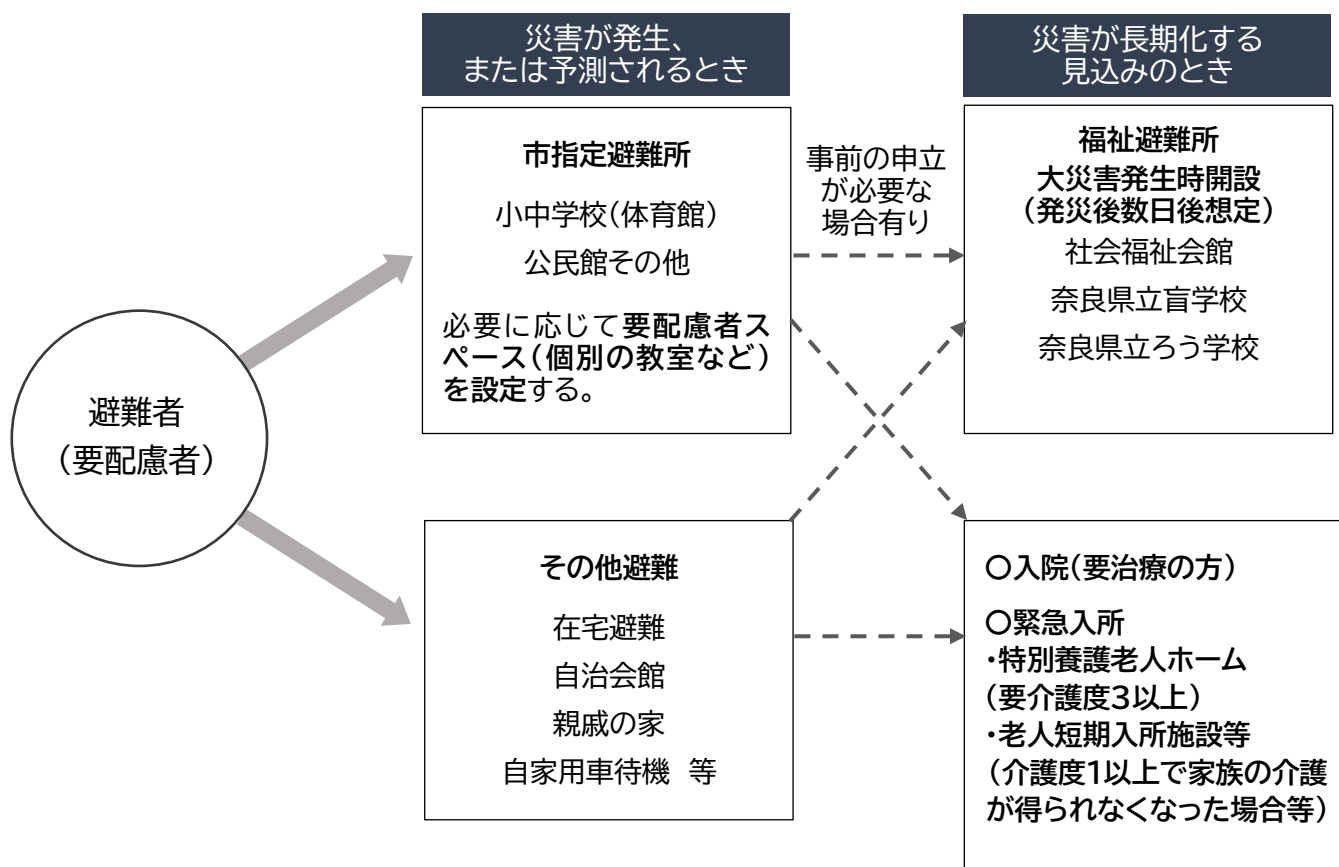 災害が発生、
または予測されるとき
災害が長期化する
見込みのとき
市指定避難所
小中学校(体育館)
公民館その他
必要に応じて要配慮者ス
ペース(個別の教室など)
を設定する。
事前の申立
が必要な
場合有り
福祉避難所
大災害発生時開設
(発災後数日後想定)
社会福祉会館
奈良県立盲学校
奈良県立ろう学校
避難者
(要配慮者)
その他避難
在宅避難
自治会館
親戚の家
自家用車待機 等
○入院(要治療の方)
○緊急入所
・特別養護老人ホーム
(要介護度3以上)
・老人短期入所施設等
(介護度1以上で家族の介護
が得られなくなった場合等)